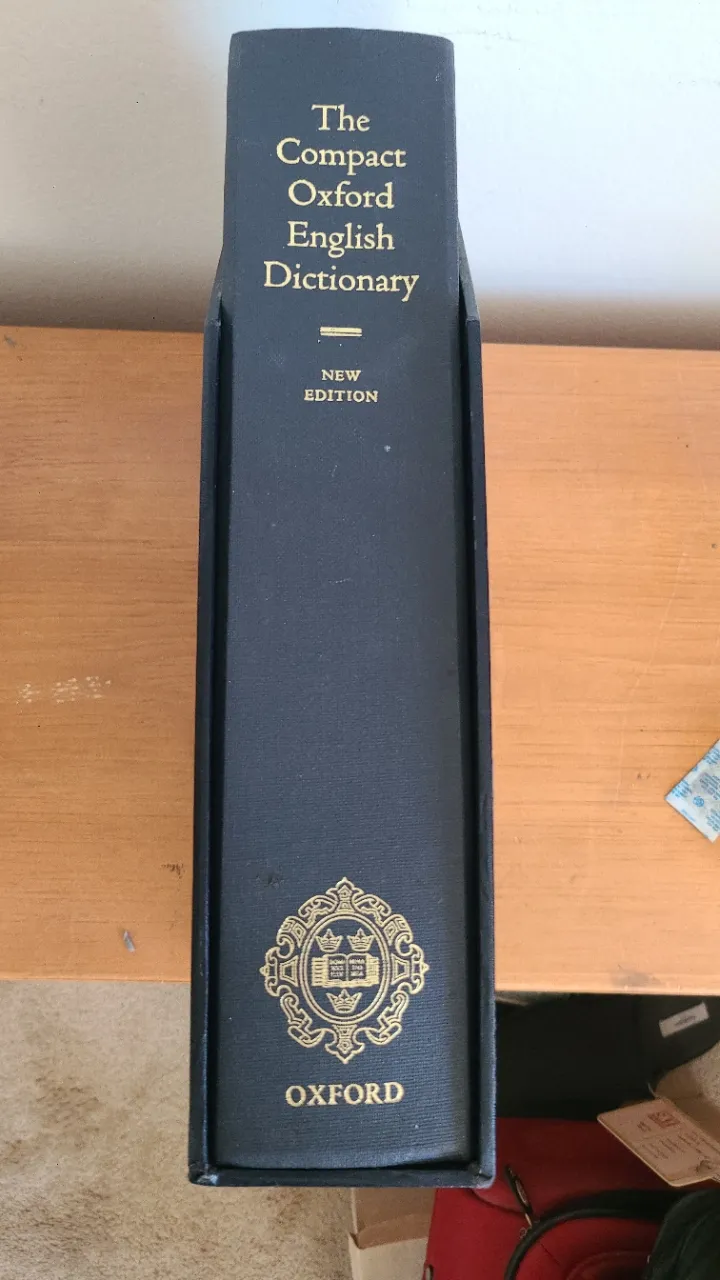 The
Compact
Oxford
English
Dictionary
NEW
EDITION
OXFORD